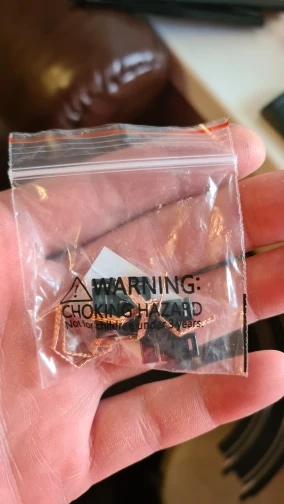 WARNING:
CHOKING HAZARD
Not for children under 3 years.